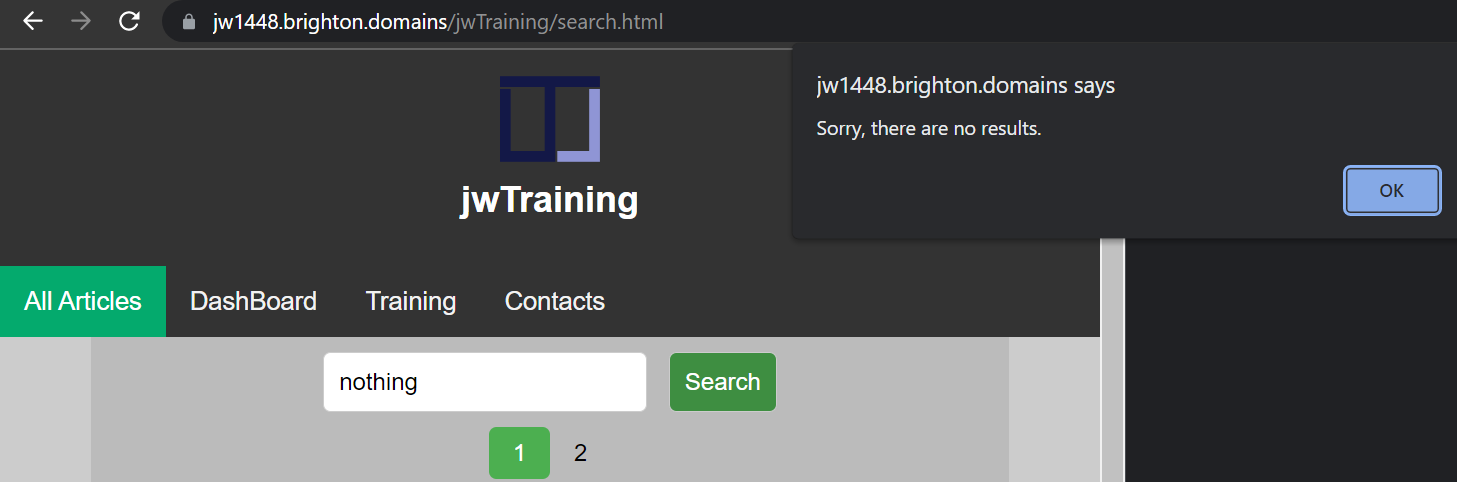 jw1448.brighton.domains/jwTraining/search.html
jw1448.brighton.domains says
Sorry, there are no results.
OK
jwTraining
All Articles DashBoard Training Contacts
nothing Search
1 2